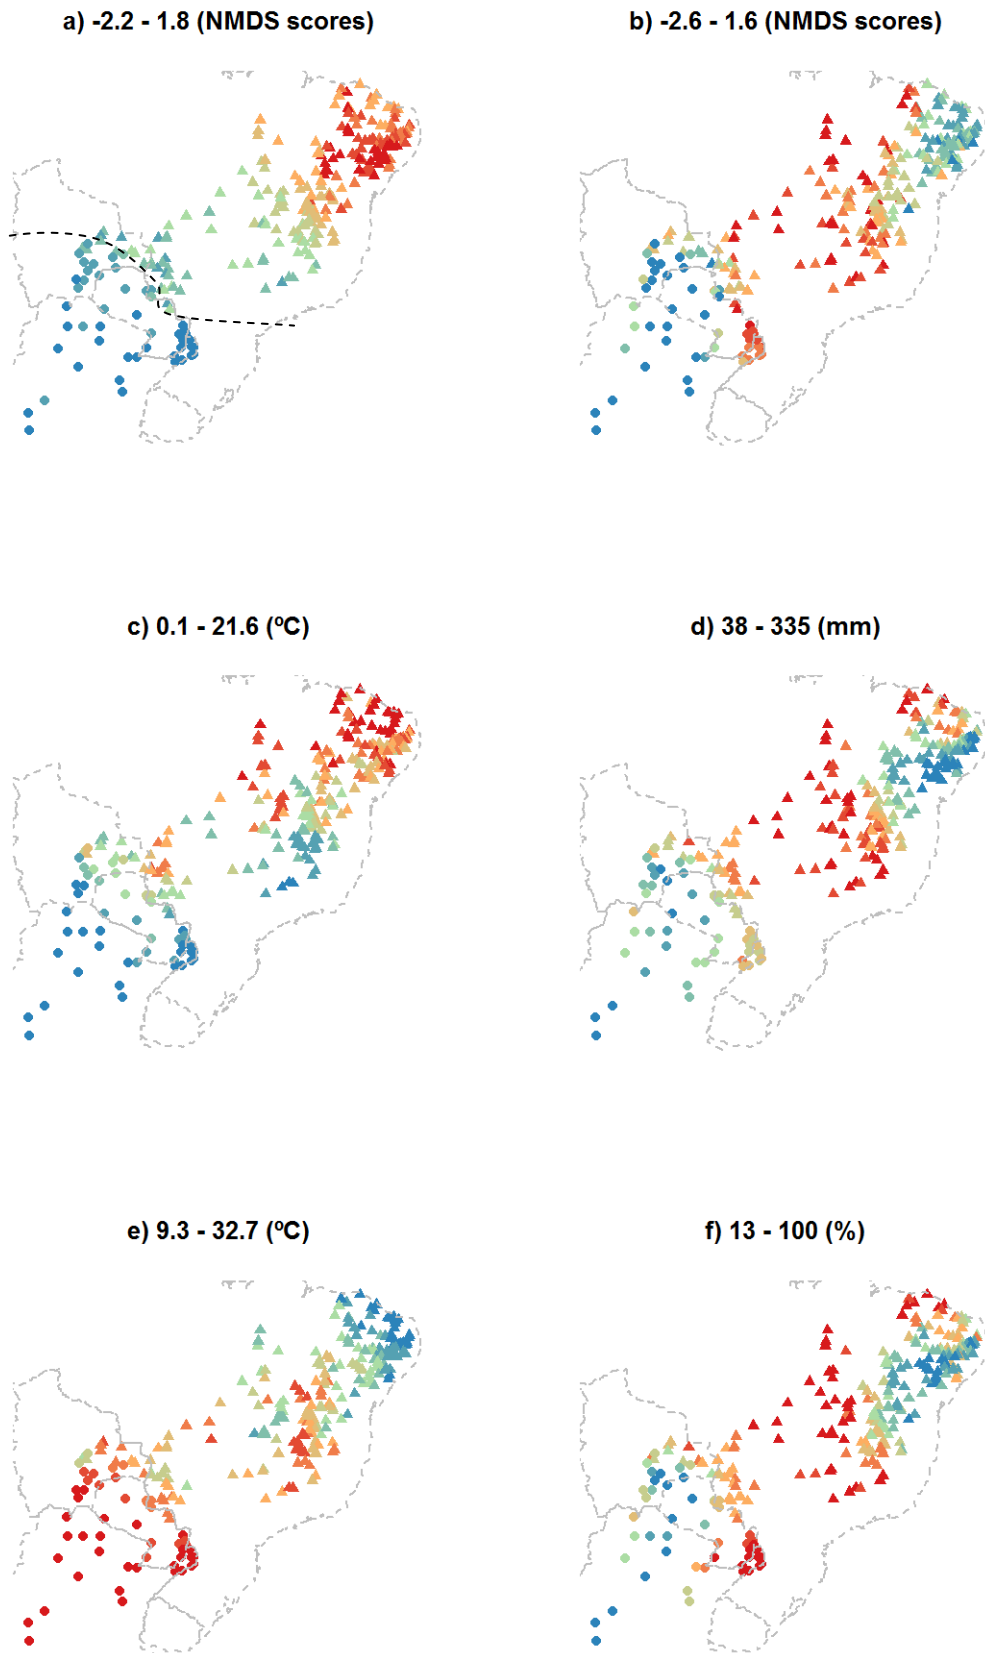 a) -2.2 - 1.8 (NMDS scores)
b) -2.6 - 1.6 (NMDS scores)
c) 0.1 - 21.6 (ºC)
d) 38 - 335 (mm)
e) 9.3 - 32.7 (ºC)
f) 13 - 100 (%)